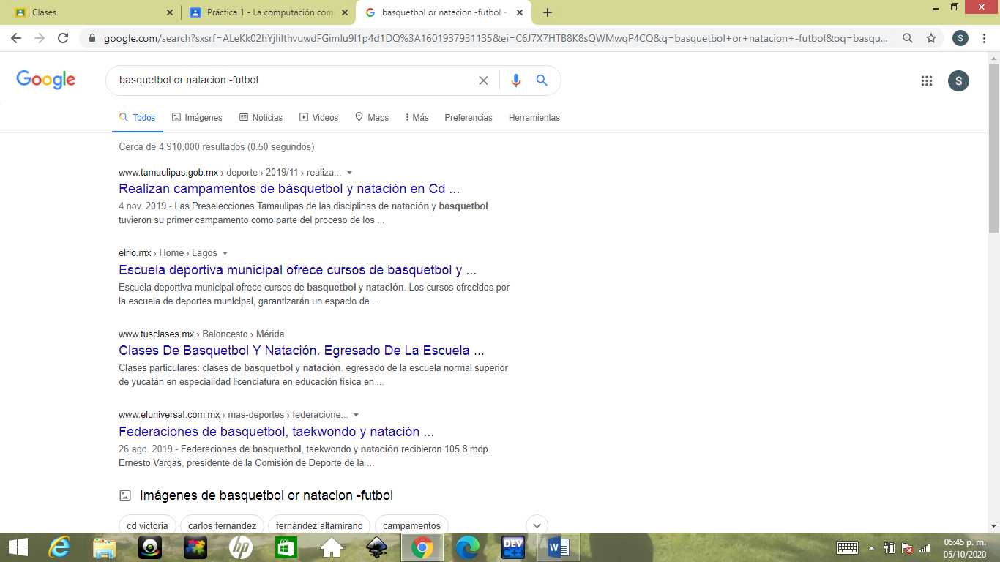 Clases
Práctica 1 - La computación com
basquetbol or natacion -futbol -
google.com/search?sxsrf=ALeKk02hYjIiIthvuwdFGimIu9I1p4d1DQ%3A1601937931135&ei=C6J7X7HTB8K8sQWMwqP4CQ&q=basquetbol+or+natacion+-futbol&oq=basqu...
S
Google
basquetbol or natacion -futbol
S
Todos Imágenes Noticias Videos Maps Más Preferencias Herramientas
Cerca de 4,910,000 resultados (0.50 segundos)
www.tamaulipas.gob.mx › deporte › 2019/11 › realiza...
Realizan campamentos de básquetbol y natación en Cd ...
4 nov. 2019 - Las Preselecciones Tamaulipas de las disciplinas de natación y basquetbol
tuvieron su primer campamento como parte del proceso de los ...
elrio.mx › Home › Lagos
Escuela deportiva municipal ofrece cursos de basquetbol y ...
Escuela deportiva municipal ofrece cursos de basquetbol y natación. Los cursos ofrecidos por
la escuela de deportes municipal, garantizarán un espacio de ...
www.tusclases.mx › Baloncesto › Mérida
Clases De Basquetbol Y Natación. Egresado De La Escuela ...
Clases particulares: clases de basquetbol y natación. egresado de la escuela normal superior
de yucatán en especialidad licenciatura en educación física en ...
www.eluniversal.com.mx › mas-deportes › federacione...
Federaciones de basquetbol, taekwondo y natación ...
26 ago. 2019 - Federaciones de basquetbol, taekwondo y natación recibieron 105.8 mdp.
Ernesto Vargas, presidente de la Comisión de Deporte de la ...
Imágenes de basquetbol or natacion -futbol
cd victoria carlos fernández fernández altamirano campamentos
hp
DEV C++
W
05:45 p. m.
05/10/2020